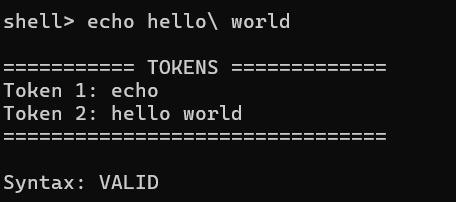 shell> echo hello\ world
=========== TOKENS =============
Token 1: echo
Token 2: hello world
================================
Syntax: VALID